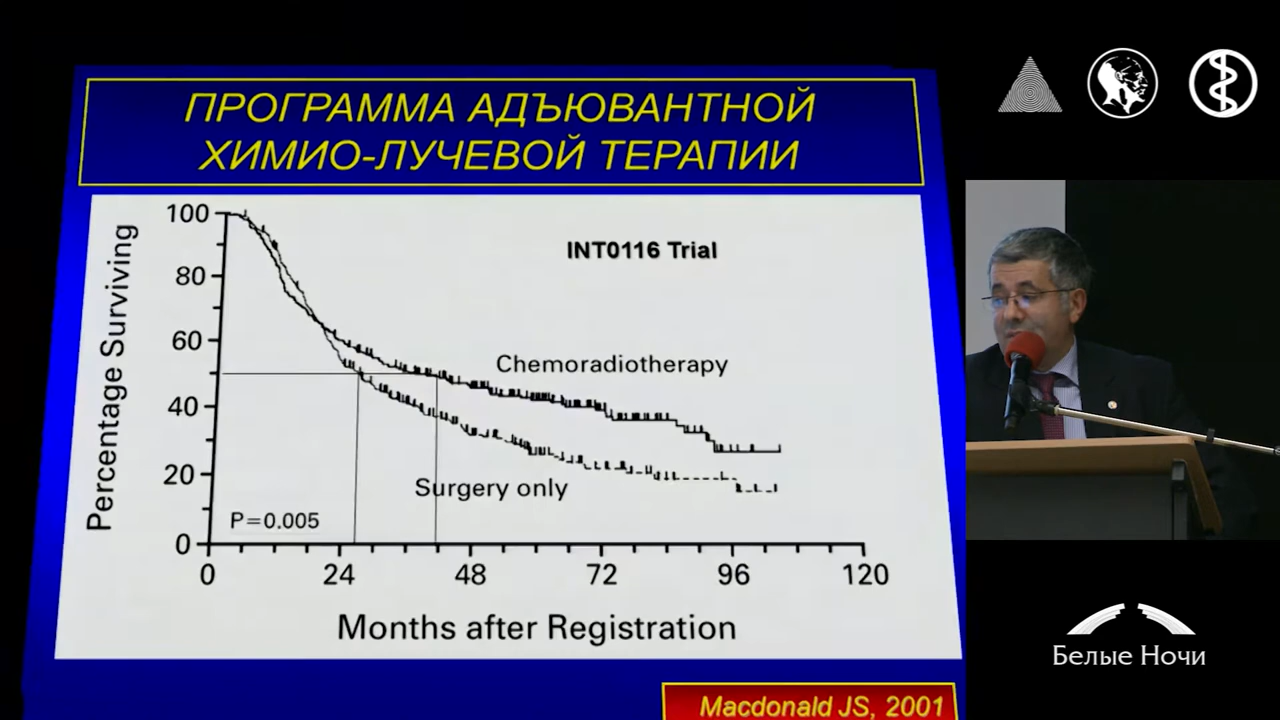 ПРОГРАММА АДЪЮВАНТНОЙ
ХИМИО-ЛУЧЕВОЙ ТЕРАПИИ
INT0116 Trial
Percentage Surviving
100
80
60
40
20
0
Chemoradiotherapy
Surgery only
P=0.005
0 24 48 72 96 120
Months after Registration
Macdonald JS, 2001
Белые Ночи